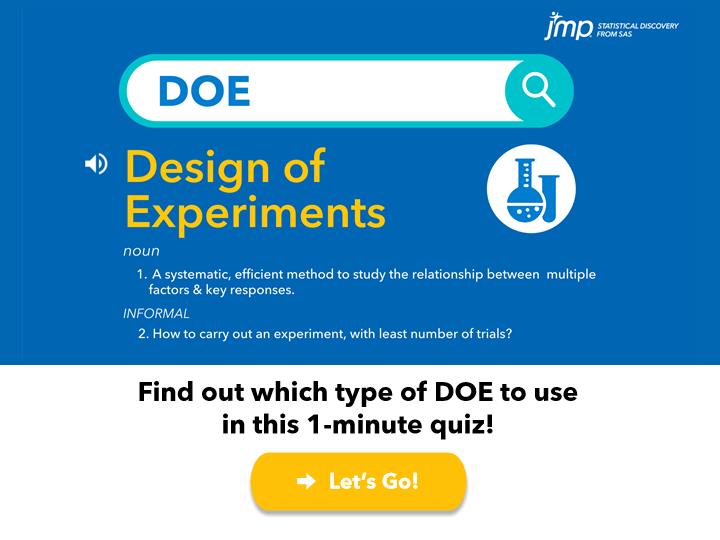 jmp STATISTICAL DISCOVERY
FROM SAS
DOE
Design of
Experiments
noun
1. A systematic, efficient method to study the relationship between multiple
factors & key responses.
INFORMAL
2. How to carry out an experiment, with least number of trials?
Find out which type of DOE to use
in this 1-minute quiz!
Let's Go!